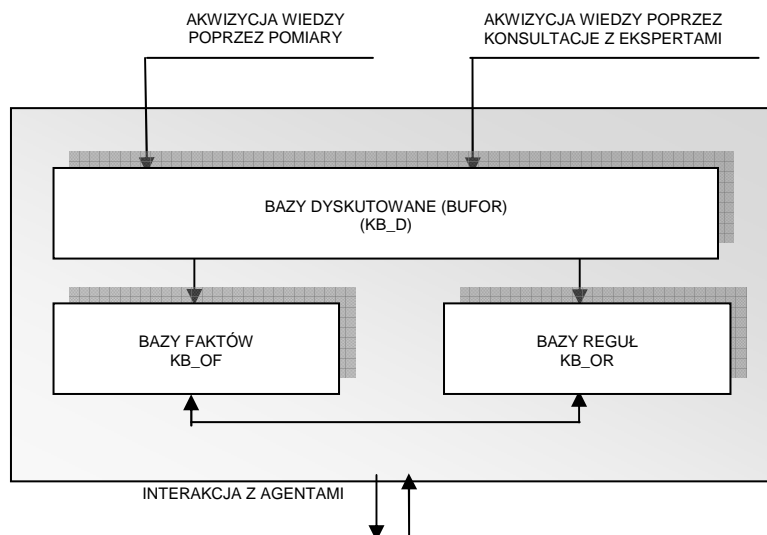 AKWIZYCJA WIEDZY
POPRZEZ POMIARY
AKWIZYCJA WIEDZY POPRZEZ
KONSULTACJE Z EKSPERTAMI
BAZY DYSKUTOWANE (BUFOR)
(KB_D)
BAZY FAKTÓW
KB_OF
BAZY REGUŁ
KB_OR
INTERAKCJA Z AGENTAMI